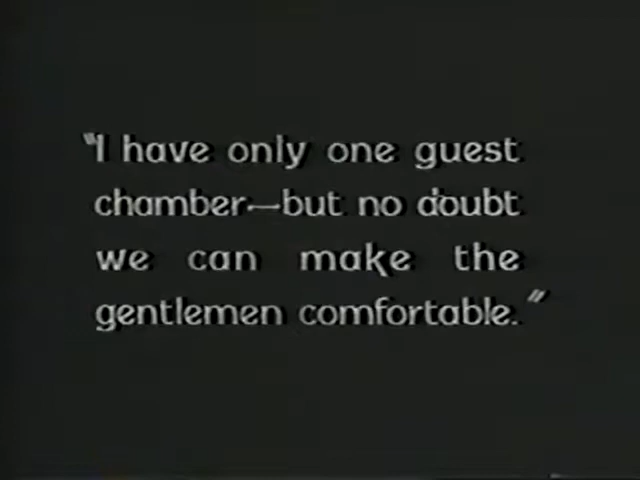 "I have only one guest
chamber—but no doubt
we can make the
gentlemen comfortable."